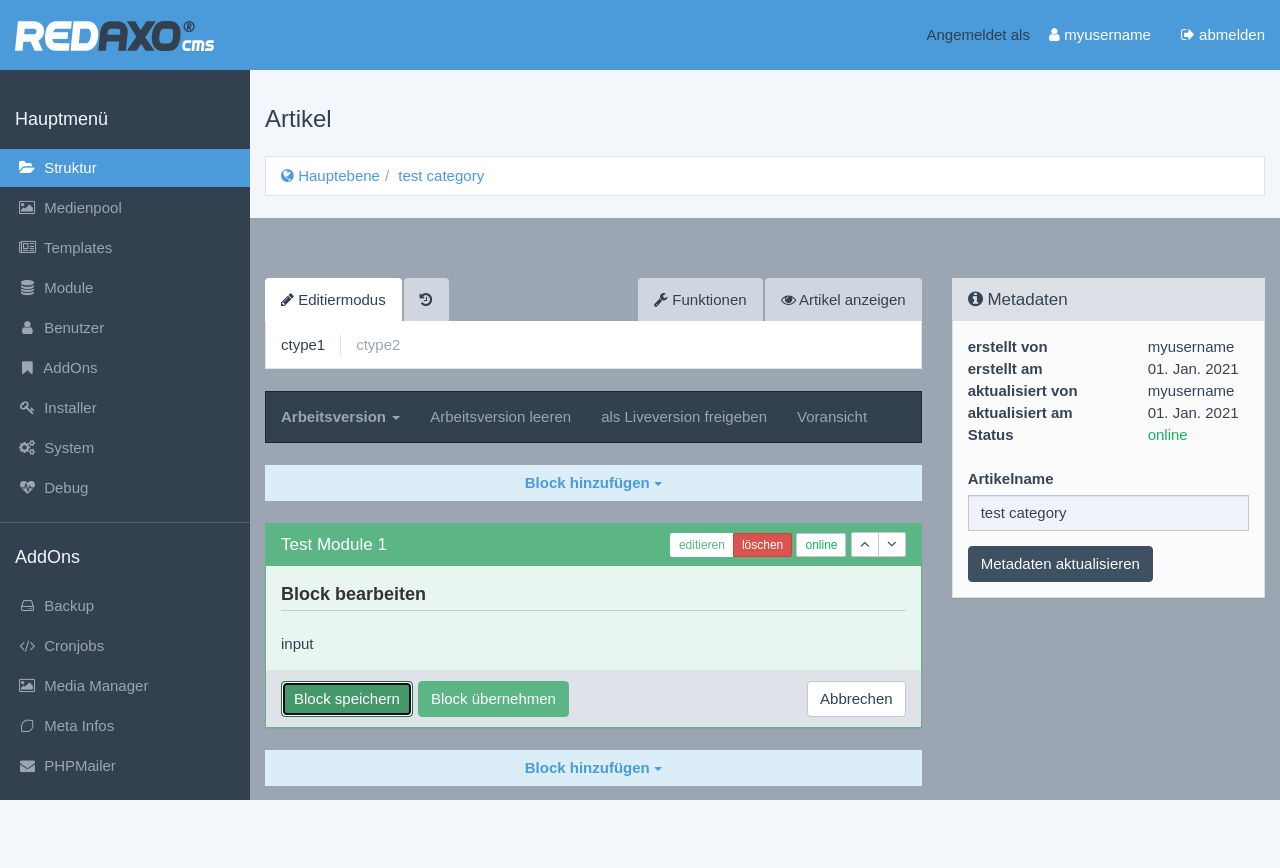 REDAXO® cms
Angemeldet als myusername abmelden
Hauptmenü
Struktur
Medienpool
Templates
Module
Benutzer
AddOns
Installer
System
Debug
AddOns
Backup
Cronjobs
Media Manager
Meta Infos
PHPMailer
Artikel
Hauptebene / test category
Editiermodus Funktionen Artikel anzeigen
ctype1 ctype2
Arbeitsversion Arbeitsversion leeren als Liveversion freigeben Voransicht
Block hinzufügen
Test Module 1 editieren löschen online
Block bearbeiten
input
Block speichern Block übernehmen Abbrechen
Block hinzufügen
Metadaten
erstellt von myusername
erstellt am 01. Jan. 2021
aktualisiert von myusername
aktualisiert am 01. Jan. 2021
Status online
Artikelname
test category
Metadaten aktualisieren